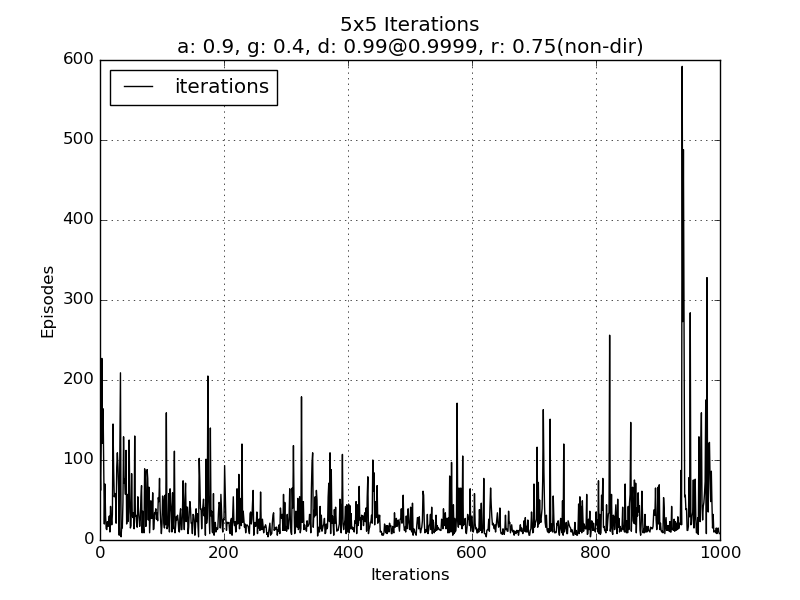 5x5 Iterations
a: 0.9, g: 0.4, d: 0.99@0.9999, r: 0.75(non-dir)
iterations
Episodes
600
500
400
300
200
100
0
0 200 400 600 800 1000
Iterations